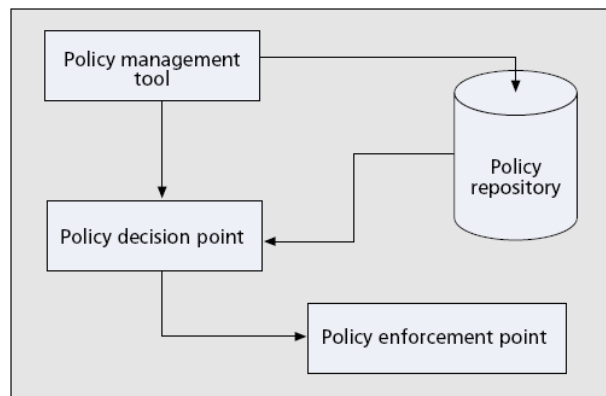 Policy management
tool
Policy
repository
Policy decision point
Policy enforcement point